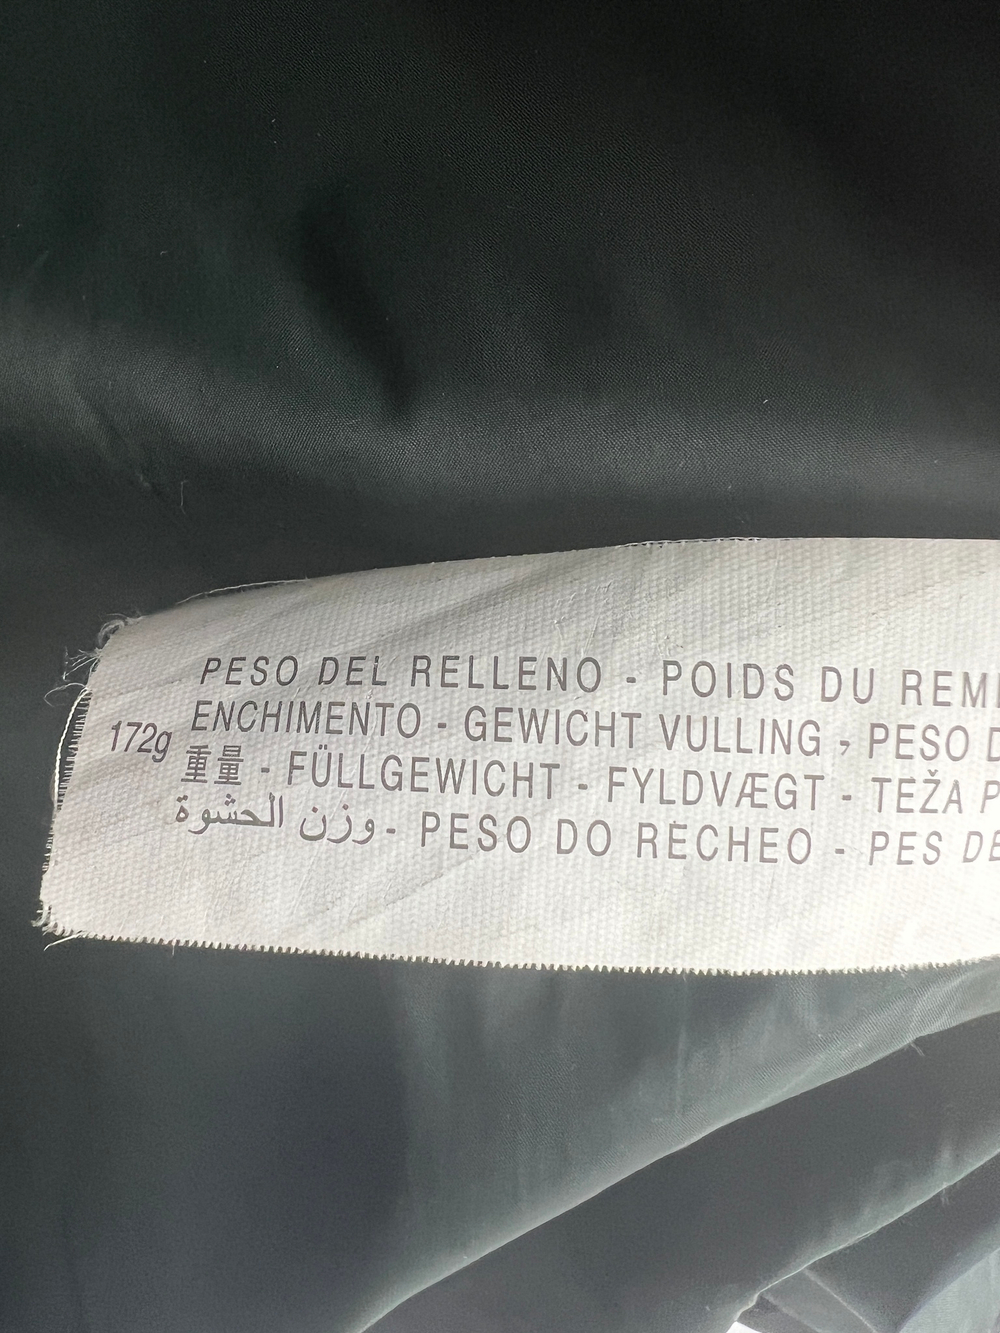 PESO DEL RELLENO - POIDS DU REMI
172g ENCHIMENTO - GEWICHT VULLING - PESO D
重量 - FÜLLGEWICHT - FYLDVÆGT - TEŽA P
وزن الحشوة - PESO DO RECHEO - PES DE